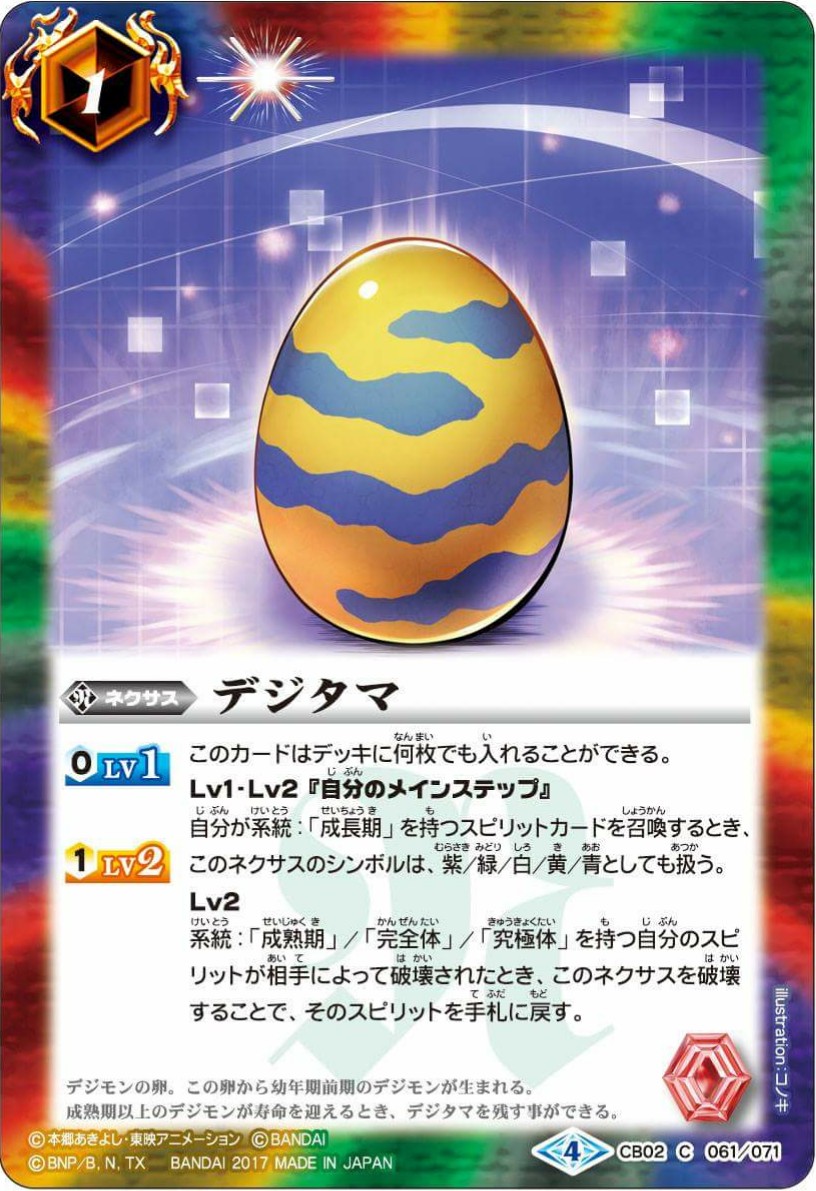 1
ネクサス デジタマ
0 LV1
このカードはデッキに何枚でも入れることができる。
Lv1・Lv2『自分のメインステップ』
自分が系統：「成長期」を持つスピリットカードを召喚するとき、
1 LV2
このネクサスのシンボルは、紫/緑/白/黄/青としても扱う。
Lv2
系統：「成熟期」/「完全体」/「究極体」を持つ自分のスピ
リットが相手によって破壊されたとき、このネクサスを破壊
することで、そのスピリットを手札に戻す。
デジモンの卵。この卵から幼年期前期のデジモンが生まれる。
成熟期以上のデジモンが寿命を迎えるとき、デジタマを残す事ができる。
illustration：コノキ
©本郷あきよし・東映アニメーション ©BANDAI
©BNP/B, N, TX BANDAI 2017 MADE IN JAPAN
4 CB02 C 061/071